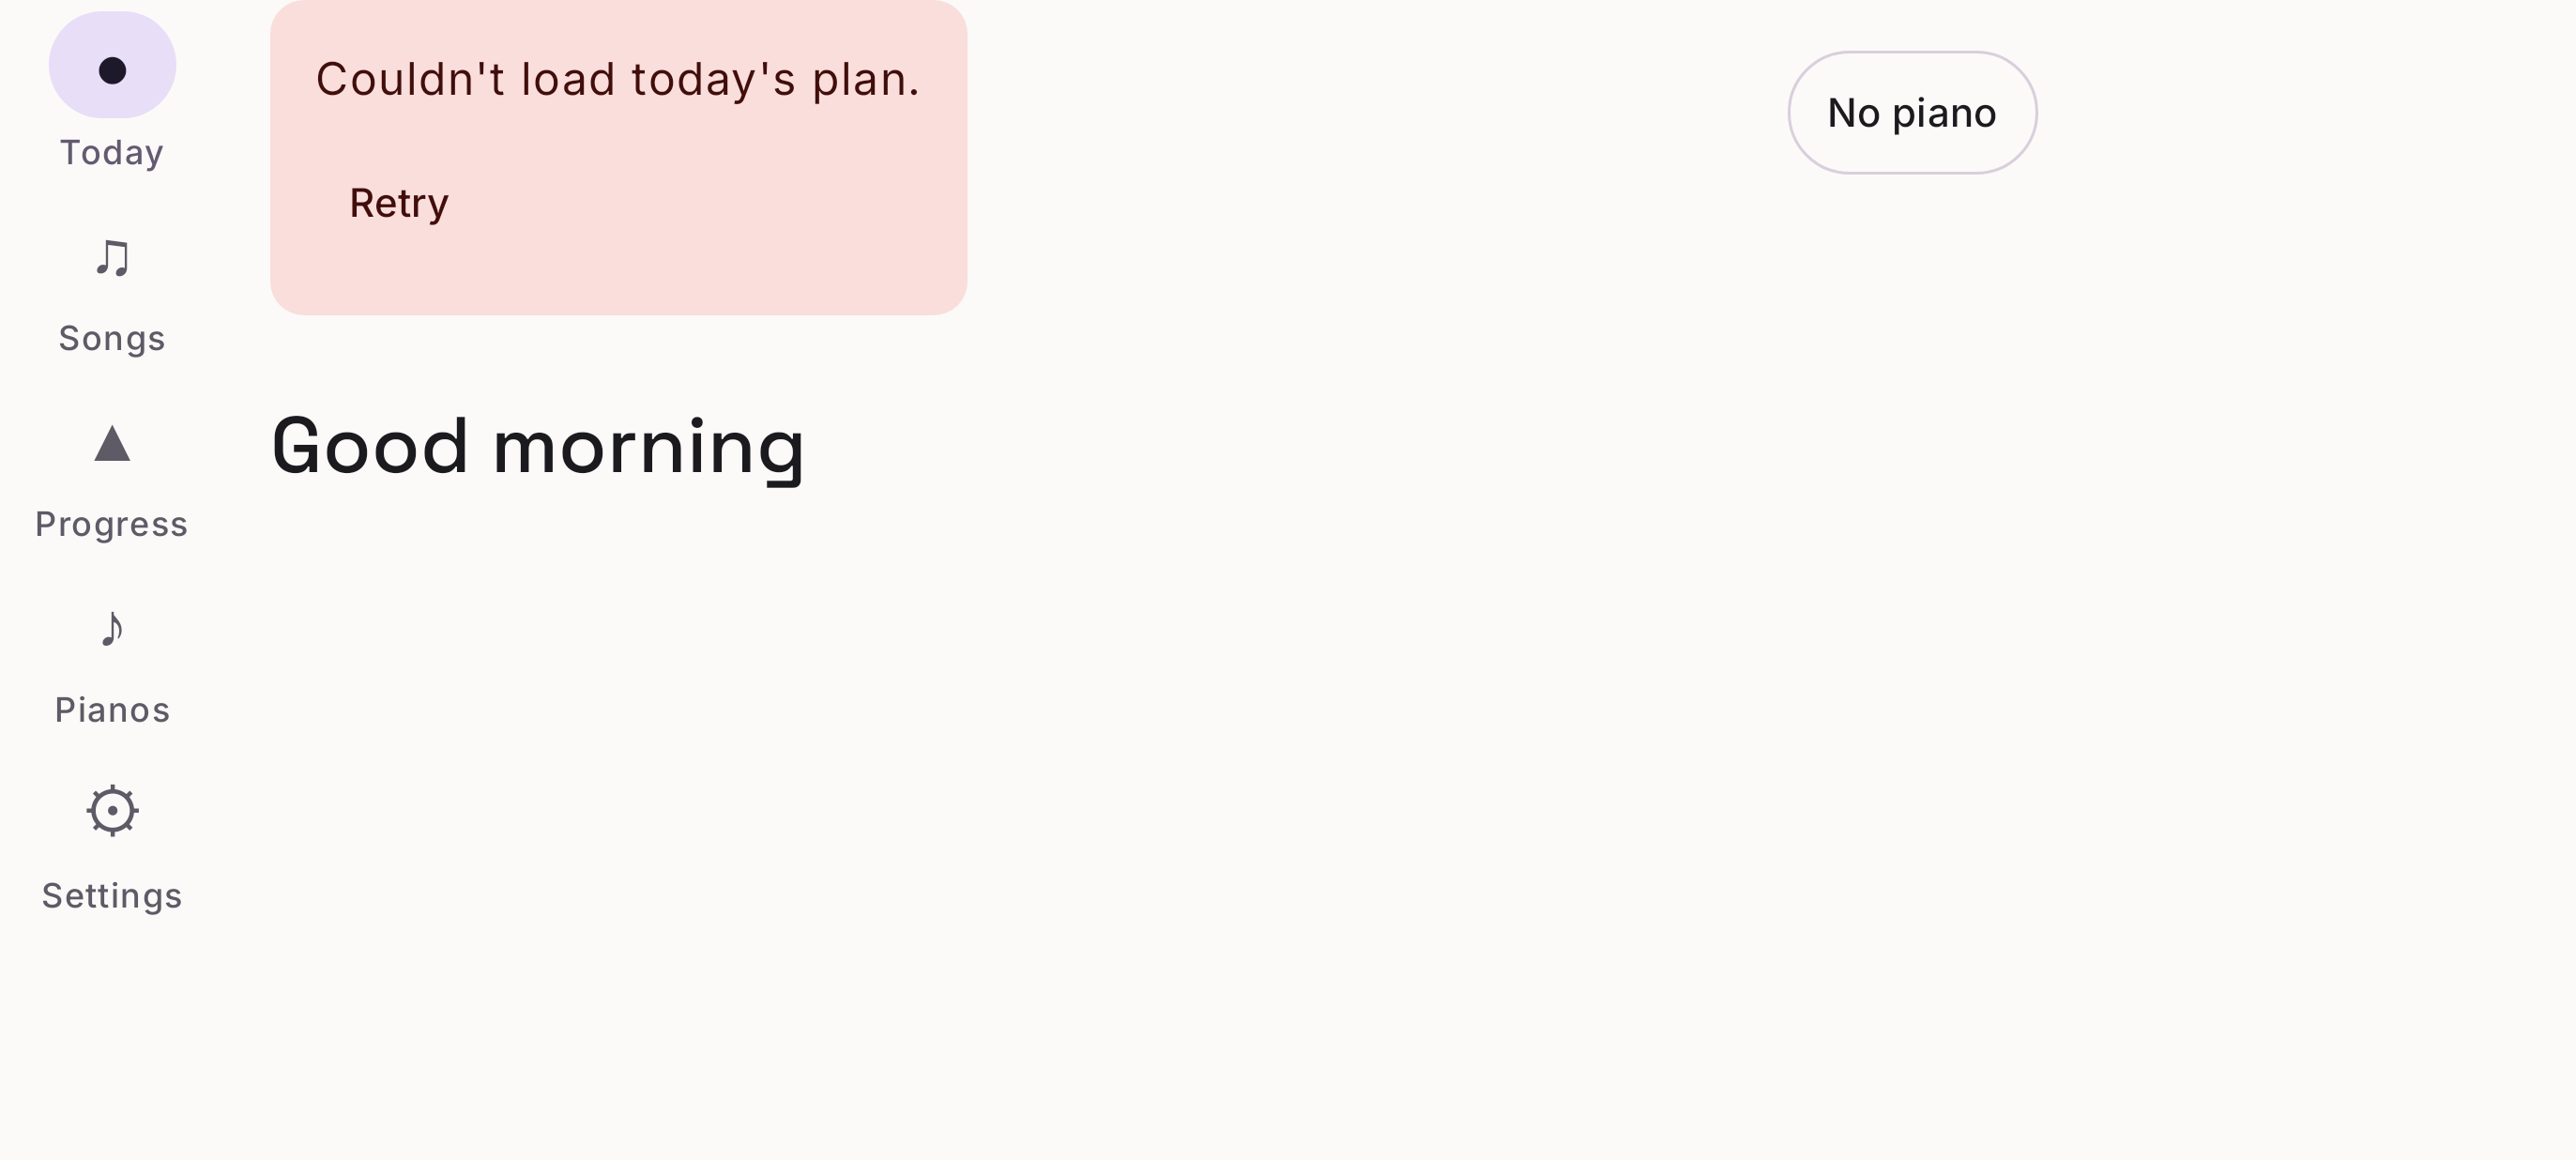 Today
Songs
Progress
Pianos
Settings
Couldn't load today's plan.
Retry
Good morning
No piano